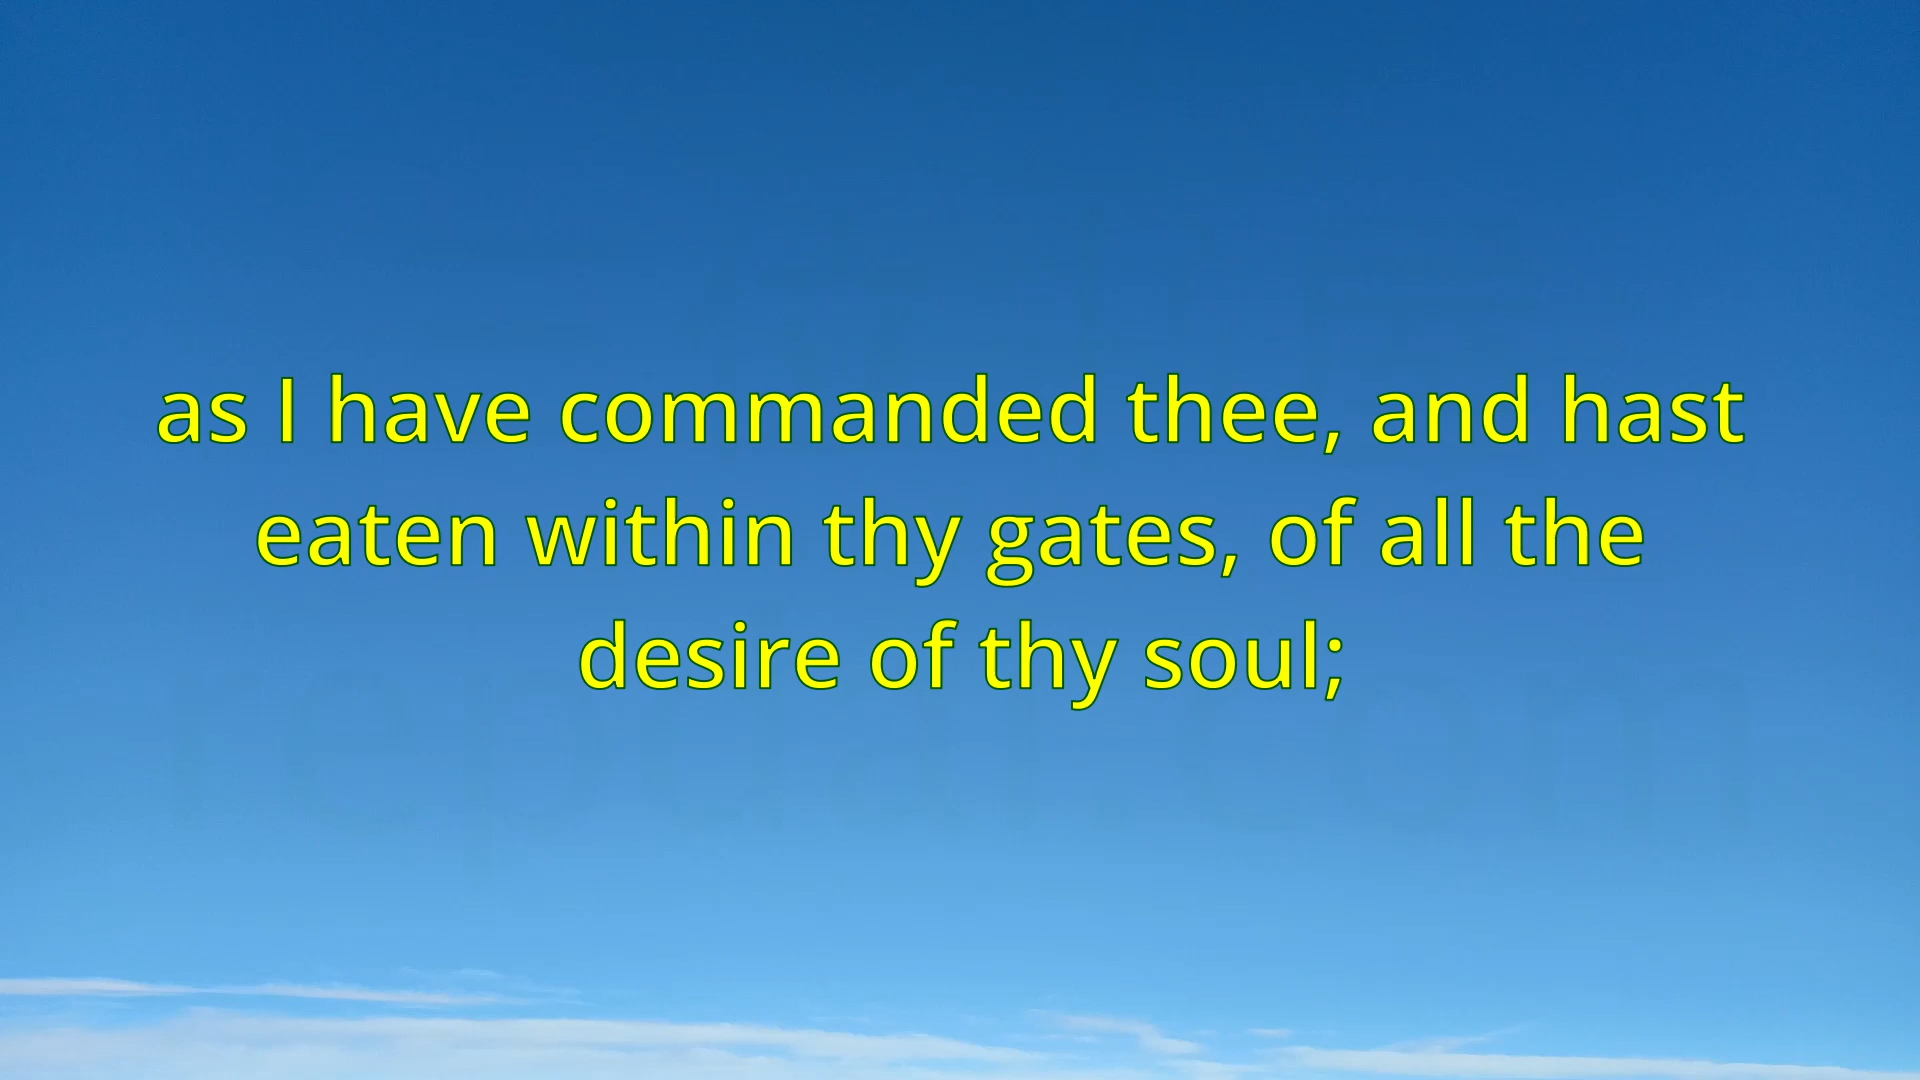 as I have commanded thee, and hast
eaten within thy gates, of all the
desire of thy soul;